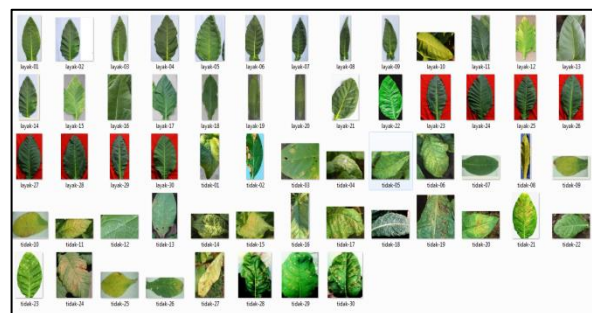 layak-01 layak-02 layak-03 layak-04 layak-05 layak-06 layak-07 layak-08 layak-09 layak-10 layak-11 layak-12 layak-13
layak-14 layak-15 layak-16 layak-17 layak-18 layak-19 layak-20 layak-21 layak-22 layak-23 layak-24 layak-25 layak-26
layak-27 layak-28 layak-29 layak-30 tidak-01 tidak-02 tidak-03 tidak-04 tidak-05 tidak-06 tidak-07 tidak-08 tidak-09
tidak-10 tidak-11 tidak-12 tidak-13 tidak-14 tidak-15 tidak-16 tidak-17 tidak-18 tidak-19 tidak-20 tidak-21 tidak-22
tidak-23 tidak-24 tidak-25 tidak-26 tidak-27 tidak-28 tidak-29 tidak-30